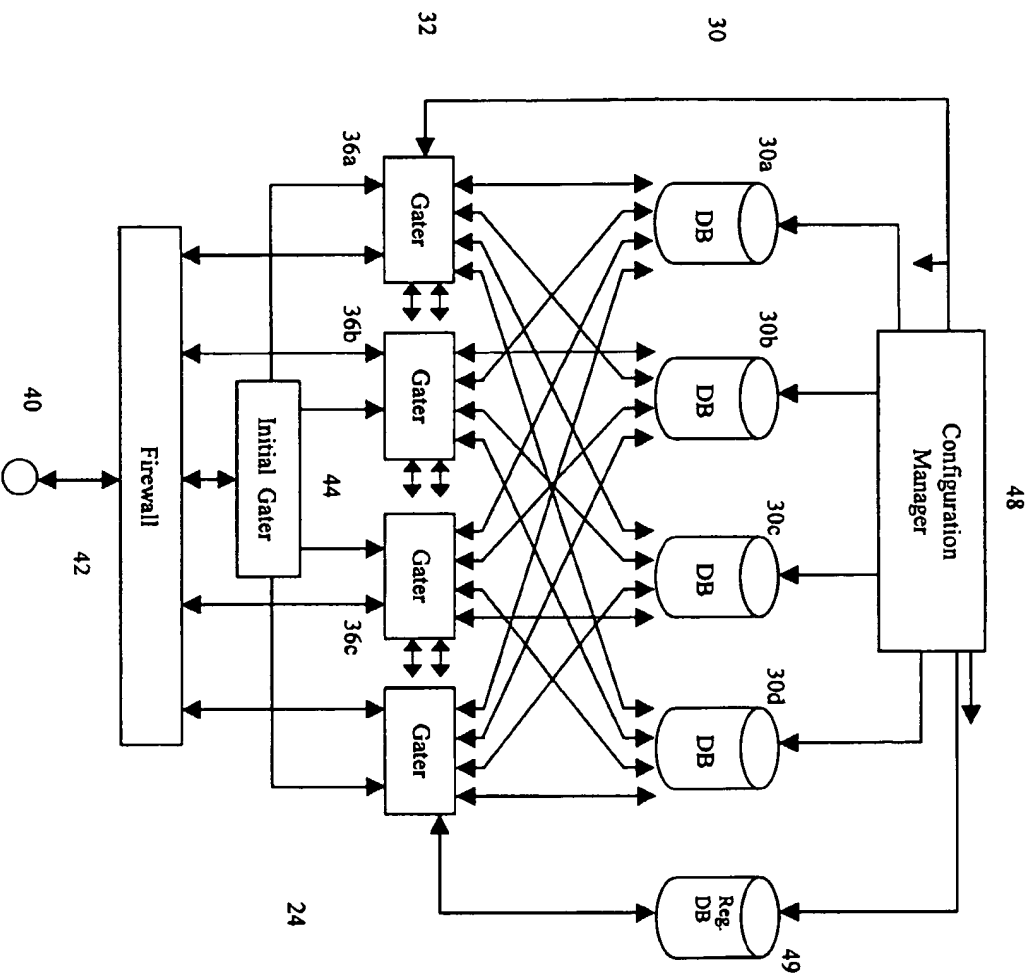 48
Configuration
Manager
30
30a
DB
30b
DB
30c
DB
30d
DB
Reg-
DB
49
32
36a
Gater
36b
Gater
Gater
36c
Gater
44
Initial Gater
24
Firewall
40
42